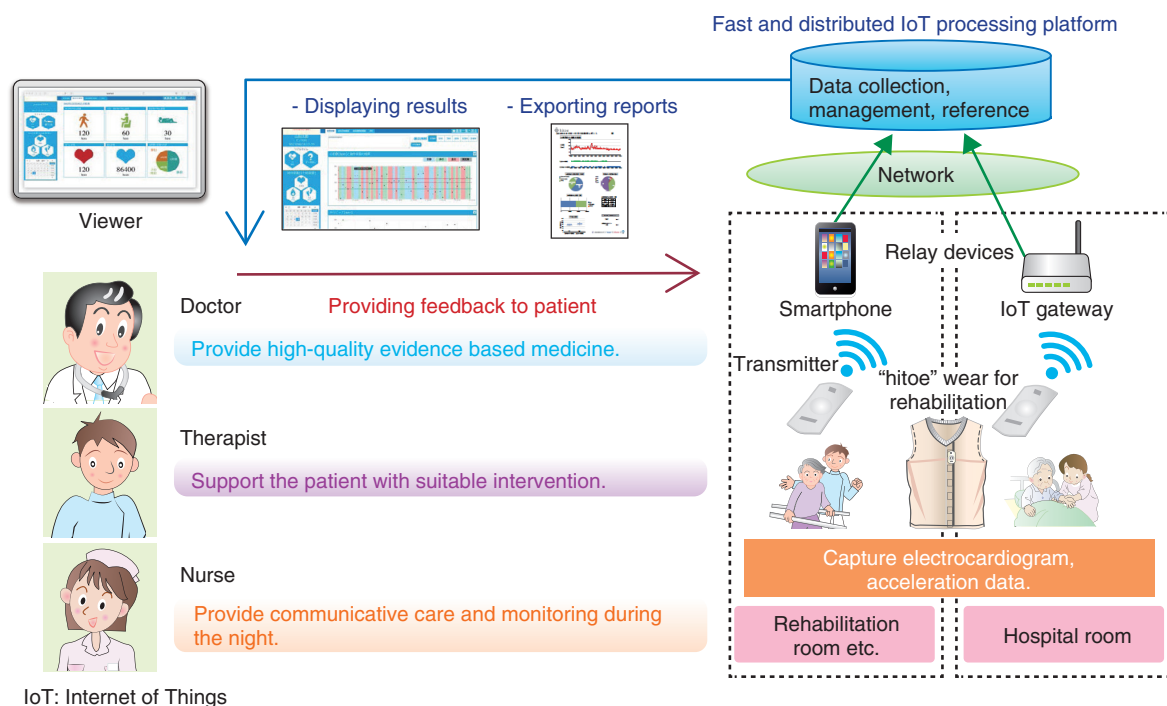 Fast and distributed IoT processing platform
Data collection,
management, reference
- Displaying results
- Exporting reports
Network
120
60
30
120
86400
Viewer
Relay devices
Smartphone
IoT gateway
Doctor
Providing feedback to patient
Provide high-quality evidence based medicine.
Transmitter
“hitoe” wear for
rehabilitation
Therapist
Support the patient with suitable intervention.
Nurse
Provide communicative care and monitoring during
the night.
Capture electrocardiogram,
acceleration data.
Rehabilitation
room etc.
Hospital room
IoT: Internet of Things